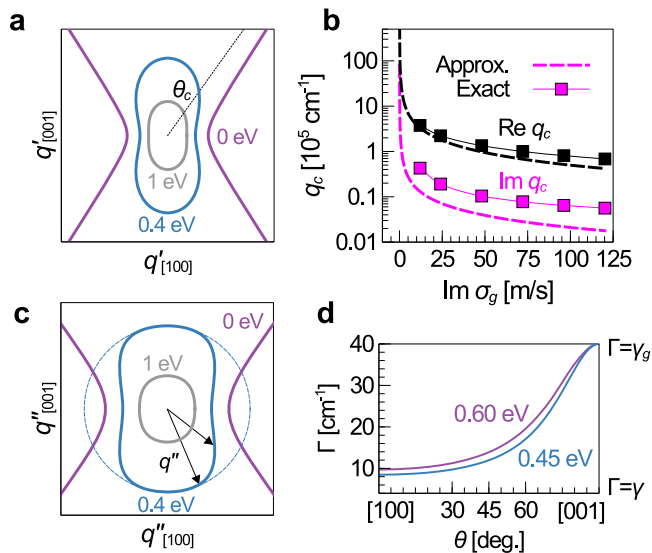 a
θc
0 eV
1 eV
0.4 eV
q′[001]
q′[100]
b
Approx.
Exact
Re qc
Im qc
qc [10⁵ cm⁻¹]
100
10
1
0.1
0.01
0 25 50 75 100 125
Im σg [m/s]
c
0 eV
1 eV
q″
0.4 eV
q″[001]
q″[100]
d
40
30
20
10
Γ [cm⁻¹]
Γ=γg
0.60 eV
0.45 eV
Γ=γ
[100] 30 45 60 [001]
θ [deg.]